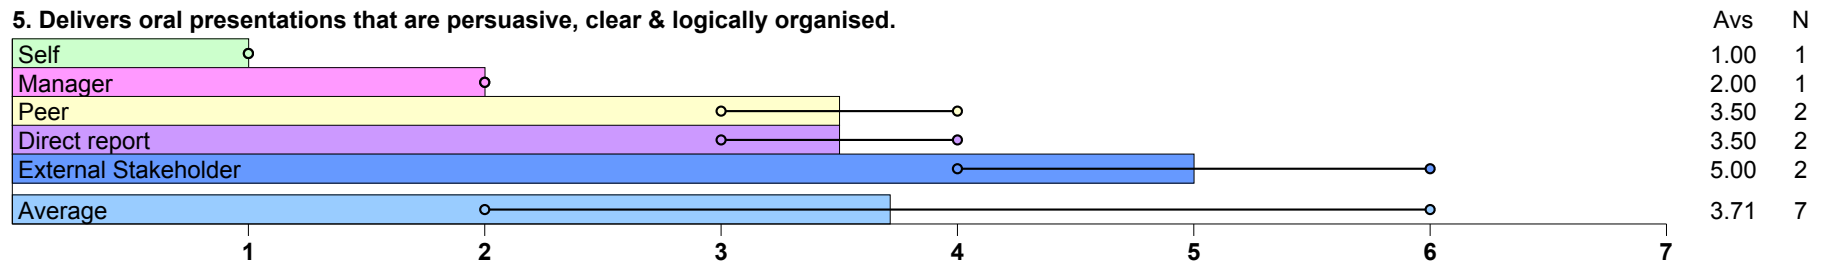 5. Delivers oral presentations that are persuasive, clear & logically organised. Avs N
Self 1.00 1
Manager 2.00 1
Peer 3.50 2
Direct report 3.50 2
External Stakeholder 5.00 2
Average 3.71 7
1 2 3 4 5 6 7